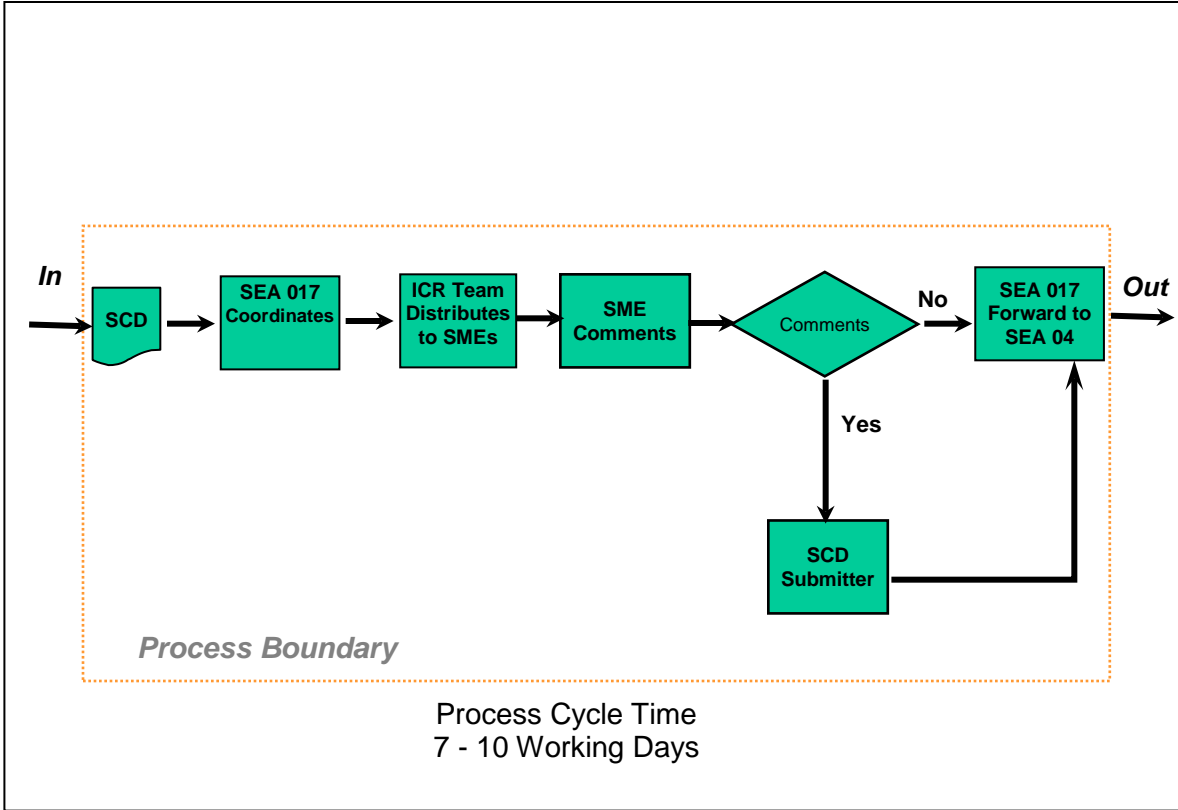 In
SCD
SEA 017
Coordinates
ICR Team
Distributes
to SMEs
SME
Comments
Comments
No
SEA 017
Forward to
SEA 04
Out
Yes
SCD
Submitter
Process Boundary
Process Cycle Time
7 - 10 Working Days